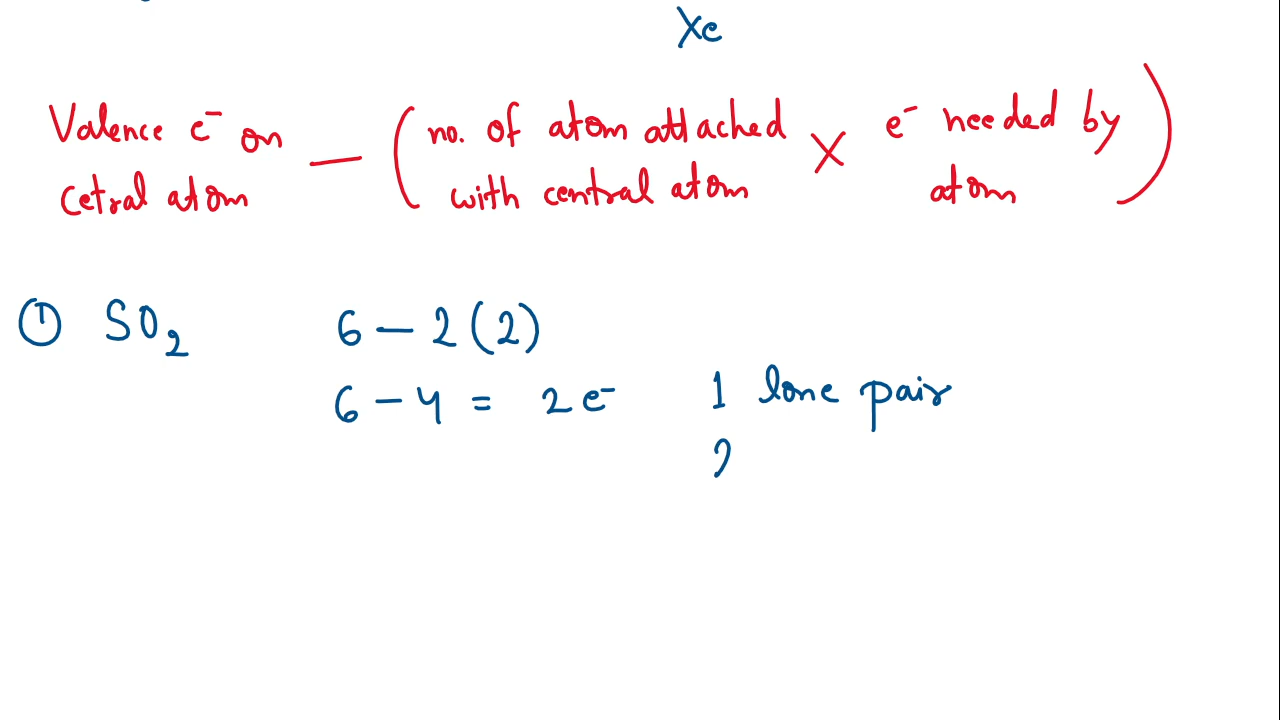 Xe
Valence e⁻ on — ( no. of atom attached × e⁻ needed by )
cetral atom with central atom atom
① SO₂ 6 — 2(2)
6 – 4 = 2e⁻ 1 lone pair